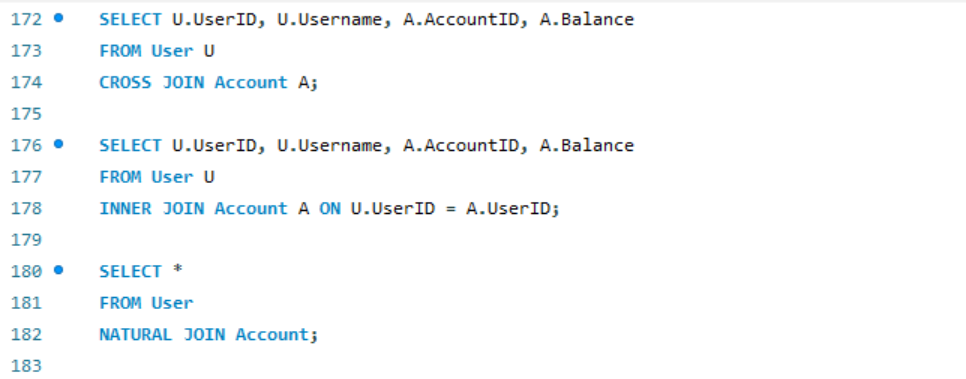 172 SELECT U.UserID, U.Username, A.AccountID, A.Balance
173 FROM User U
174 CROSS JOIN Account A;
175
176 SELECT U.UserID, U.Username, A.AccountID, A.Balance
177 FROM User U
178 INNER JOIN Account A ON U.UserID = A.UserID;
179
180 SELECT *
181 FROM User
182 NATURAL JOIN Account;
183